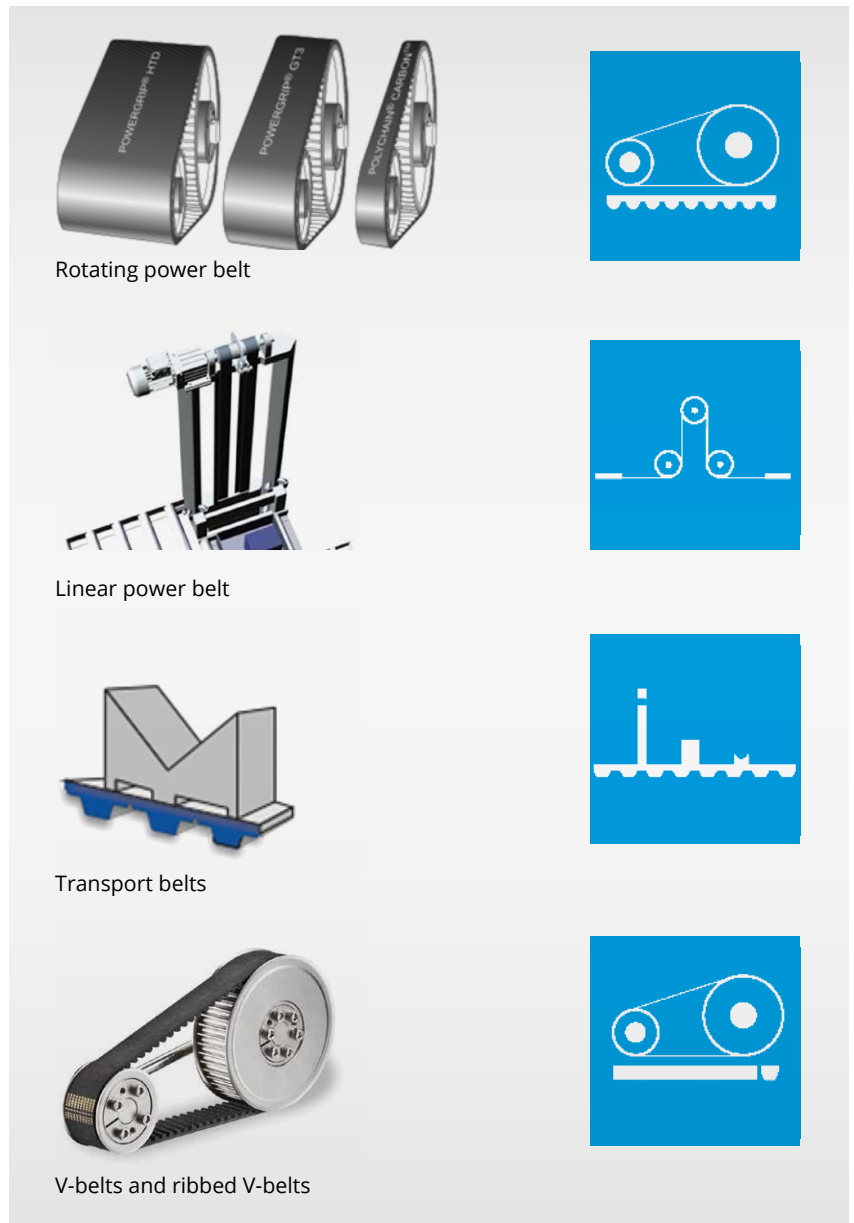 POWERGRIP® HTD
POWERGRIP® GT3
POLYCHAIN® CARBON™
Rotating power belt
Linear power belt
Transport belts
V-belts and ribbed V-belts